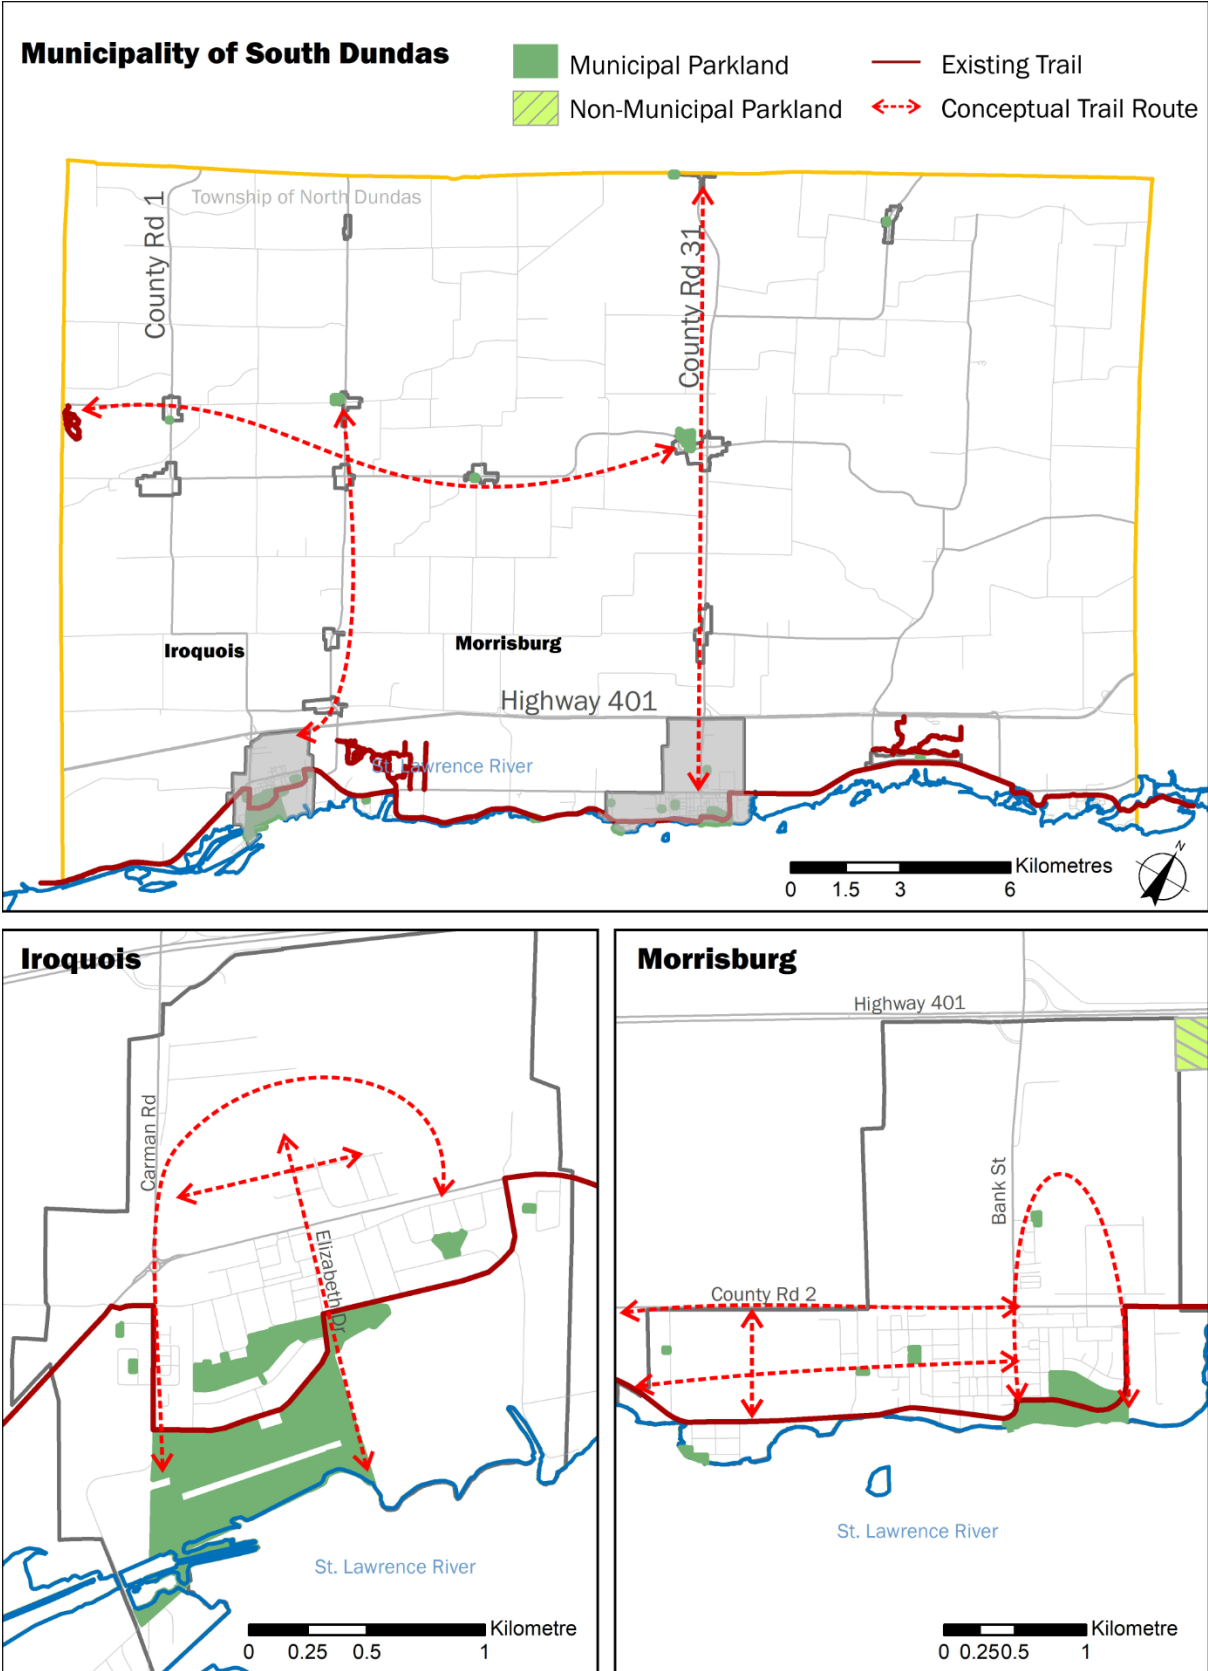 Municipality of South Dundas
Municipal Parkland
Existing Trail
Non-Municipal Parkland
Conceptual Trail Route
Township of North Dundas
County Rd 1
County Rd 31
Iroquois
Morrisburg
Highway 401
St. Lawrence River
Kilometres
0 1.5 3 6
N
Iroquois
Carman Rd
Elizabeth Dr
St. Lawrence River
Kilometre
0 0.25 0.5 1
Morrisburg
Highway 401
Bank St
County Rd 2
St. Lawrence River
Kilometre
0 0.25 0.5 1